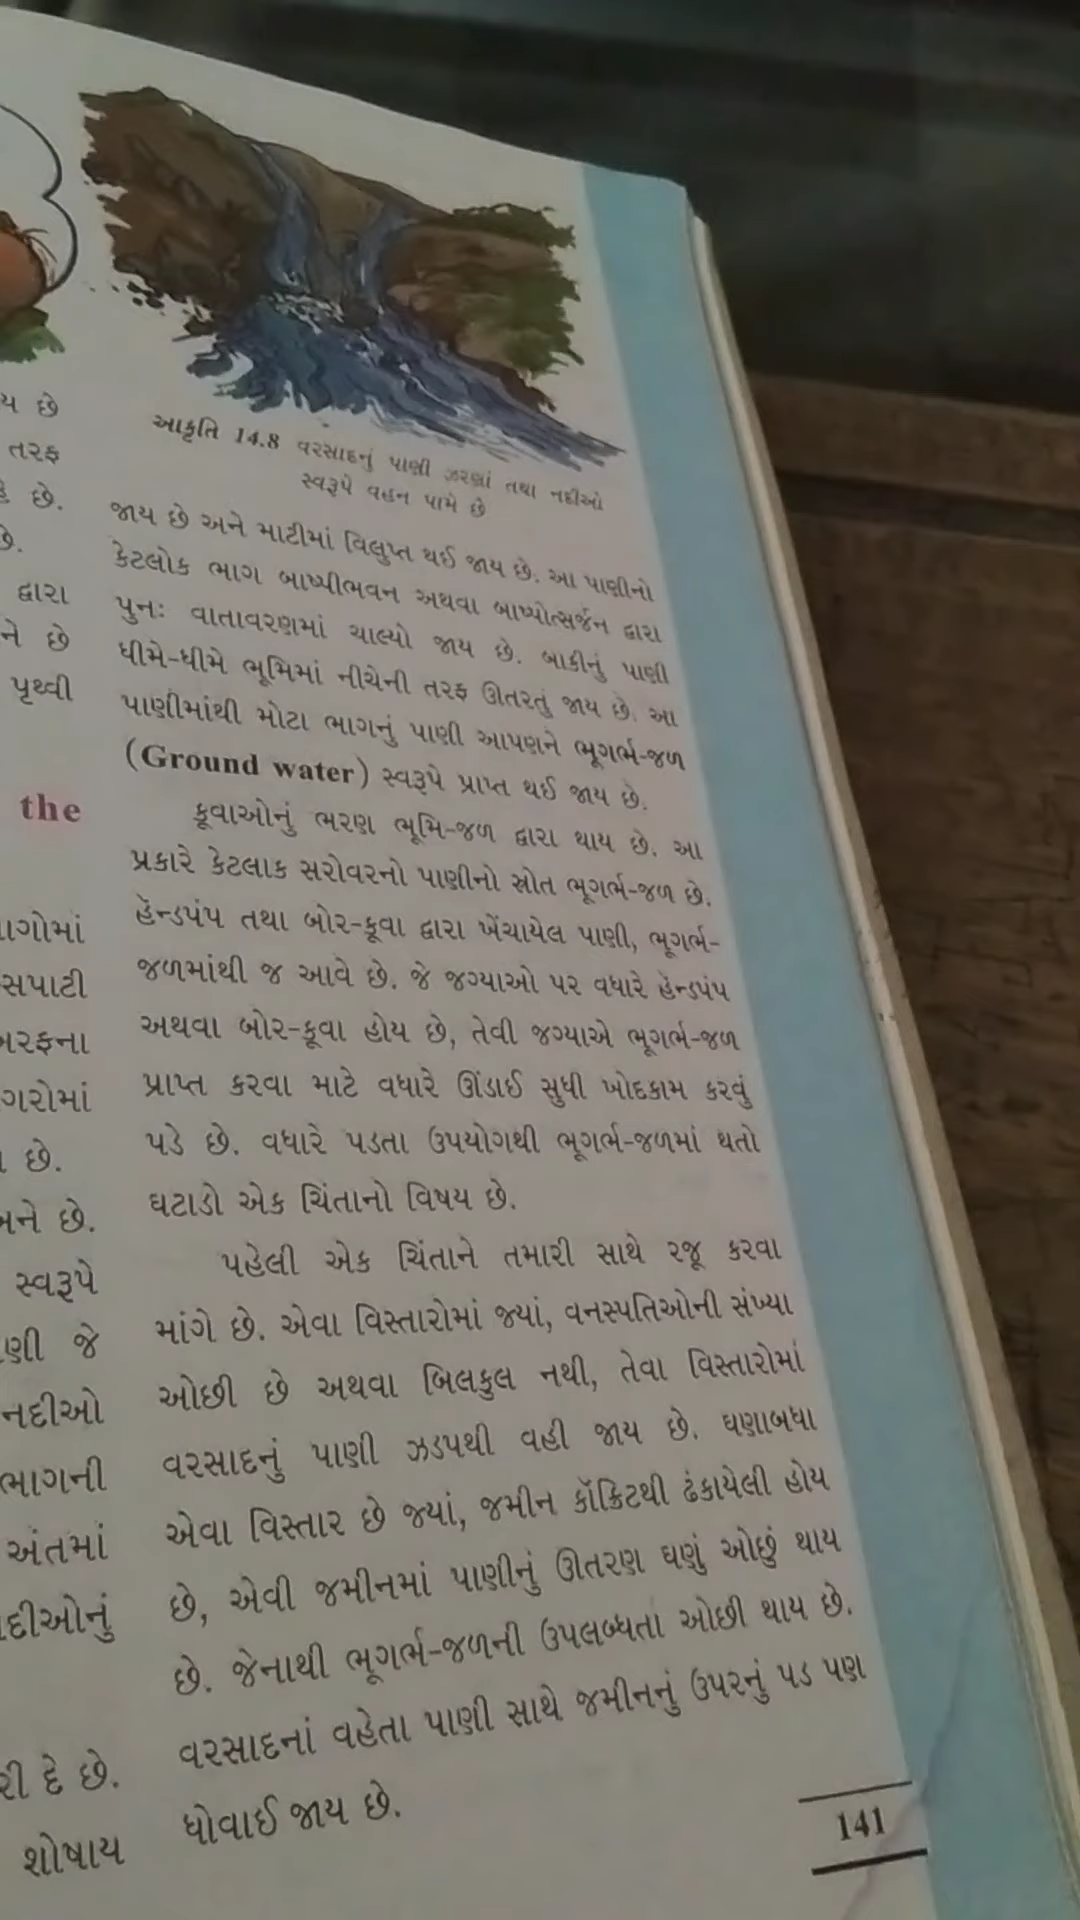 ય છે
તરફ
છે.
છે.
દ્વારા
ને છે
પૃથ્વી
the
ાગોમાં
સપાટી
બરફના
ગરોમાં
છે.
બને છે.
સ્વરૂપે
ણી જે
નદીઓ
ભાગની
અંતમાં
દીઓનું
રી દે છે.
શોષાય
આકૃતિ 14.8 વરસાદનું પાણી ઝરણાં તથા નદીઓ
સ્વરૂપે વહન પામે છે
જાય છે અને માટીમાં વિલુપ્ત થઈ જાય છે. આ પાણીનો
કેટલોક ભાગ બાષ્પીભવન અથવા બાષ્પોત્સર્જન દ્વારા
પુનઃ વાતાવરણમાં ચાલ્યો જાય છે. બાકીનું પાણી
ધીમે-ધીમે ભૂમિમાં નીચેની તરફ ઊતરતું જાય છે. આ
પાણીમાંથી મોટા ભાગનું પાણી આપણને ભૂગર્ભ-જળ
(Ground water) સ્વરૂપે પ્રાપ્ત થઈ જાય છે.
કૂવાઓનું ભરણ ભૂમિ-જળ દ્વારા થાય છે. આ
પ્રકારે કેટલાક સરોવરનો પાણીનો સ્રોત ભૂગર્ભ-જળ છે.
હૅન્ડપંપ તથા બોર-કૂવા દ્વારા ખેંચાયેલ પાણી, ભૂગર્ભ-
જળમાંથી જ આવે છે. જે જગ્યાઓ પર વધારે હૅન્ડપંપ
અથવા બોર-કૂવા હોય છે, તેવી જગ્યાએ ભૂગર્ભ-જળ
પ્રાપ્ત કરવા માટે વધારે ઊંડાઈ સુધી ખોદકામ કરવું
પડે છે. વધારે પડતા ઉપયોગથી ભૂગર્ભ-જળમાં થતો
ઘટાડો એક ચિંતાનો વિષય છે.
પહેલી એક ચિંતાને તમારી સાથે રજૂ કરવા
માંગે છે. એવા વિસ્તારોમાં જ્યાં, વનસ્પતિઓની સંખ્યા
ઓછી છે અથવા બિલકુલ નથી, તેવા વિસ્તારોમાં
વરસાદનું પાણી ઝડપથી વહી જાય છે. ઘણાબધા
એવા વિસ્તાર છે જ્યાં, જમીન કૉંક્રિટથી ઢંકાયેલી હોય
છે, એવી જમીનમાં પાણીનું ઊતરણ ઘણું ઓછું થાય
છે. જેનાથી ભૂગર્ભ-જળની ઉપલબ્ધતા ઓછી થાય છે.
વરસાદનાં વહેતા પાણી સાથે જમીનનું ઉપરનું પડ પણ
ધોવાઈ જાય છે.
141